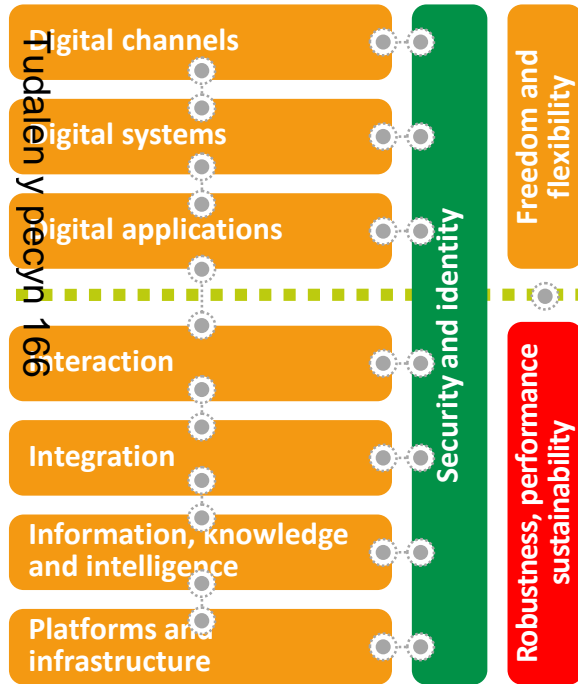 Digital channels
Digital systems
Digital applications
Interaction
Integration
Information, knowledge
and intelligence
Platforms and
infrastructure
Security and identity
Freedom and
flexibility
Robustness, performance
sustainability
Tudalen y pecyn 166